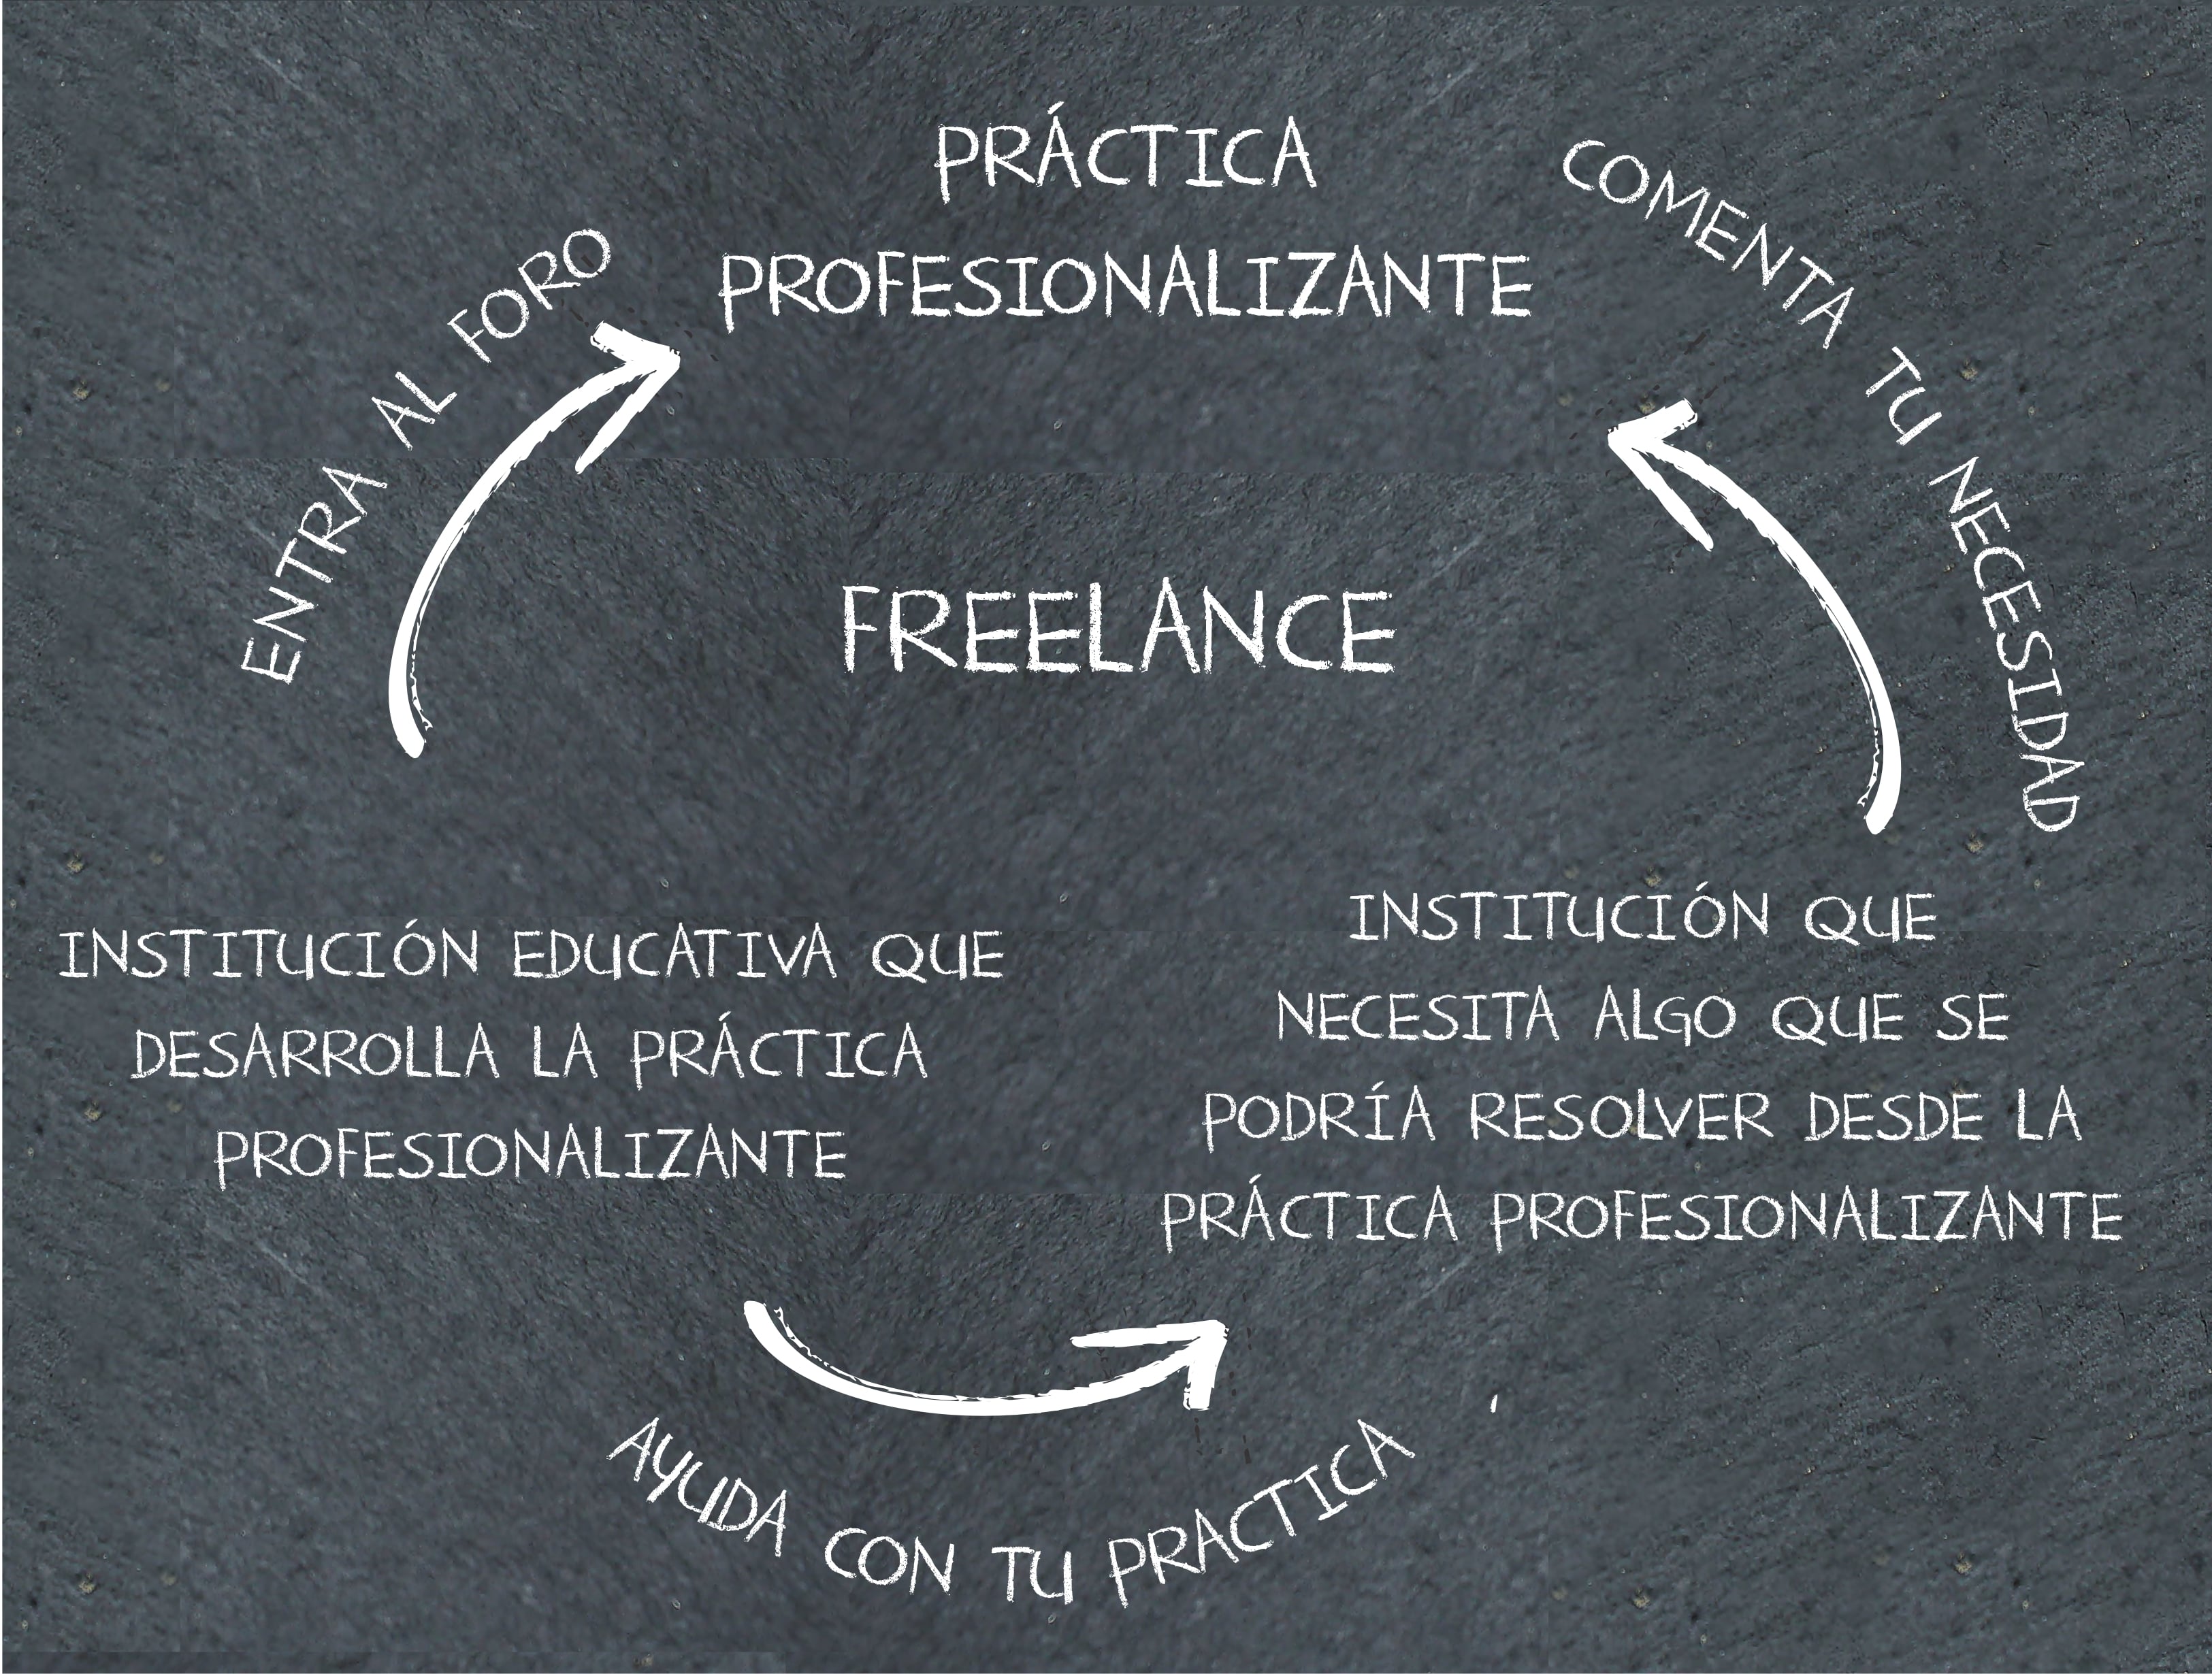 PRÁCTICA
PROFESIONALIZANTE
ENTRA AL FORO
COMENTA TU NECESIDAD
FREELANCE
INSTITUCIÓN EDUCATIVA QUE
DESARROLLA LA PRÁCTICA
PROFESIONALIZANTE
INSTITUCIÓN QUE
NECESITA ALGO QUE SE
PODRÍA RESOLVER DESDE LA
PRÁCTICA PROFESIONALIZANTE
AYUDA CON TU PRACTICA